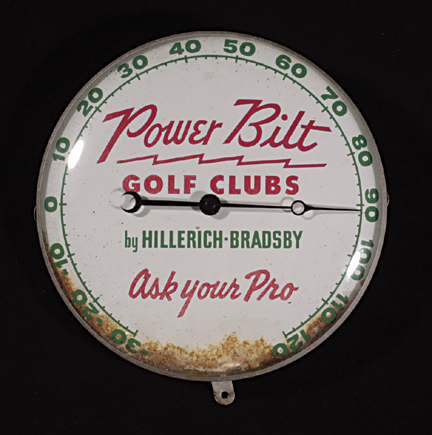 -30 -20 -10 0 10 20 30 40 50 60 70 80 90 100 110 120
Power Bilt
GOLF CLUBS
by HILLERICH-BRADSBY
Ask your Pro